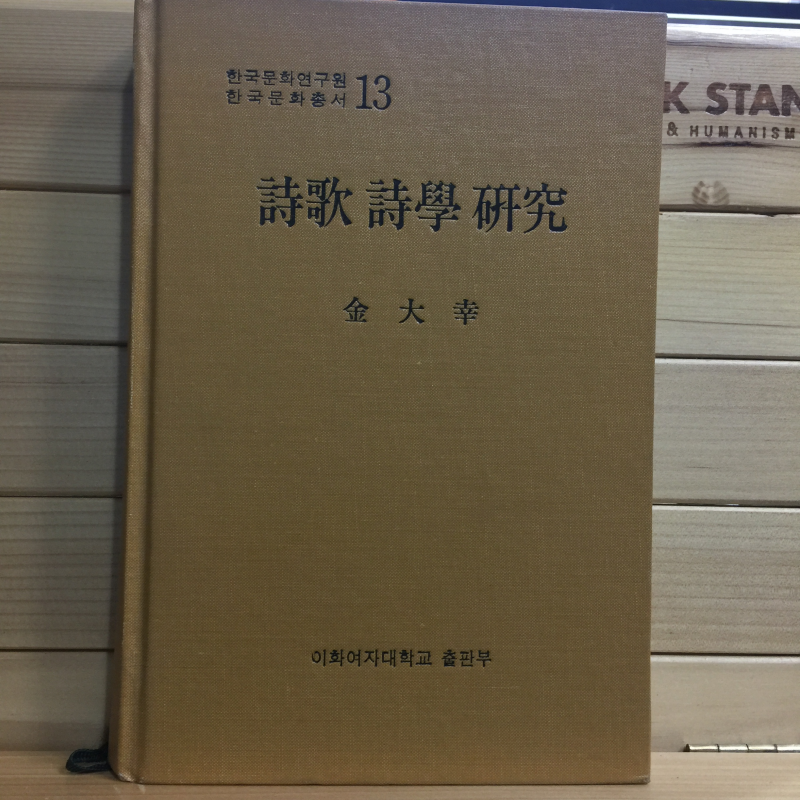 한국문화연구원
한국문화총서 13
詩歌 詩學 硏究
金大幸
이화여자대학교 출판부
K STAN
& HUMANISM